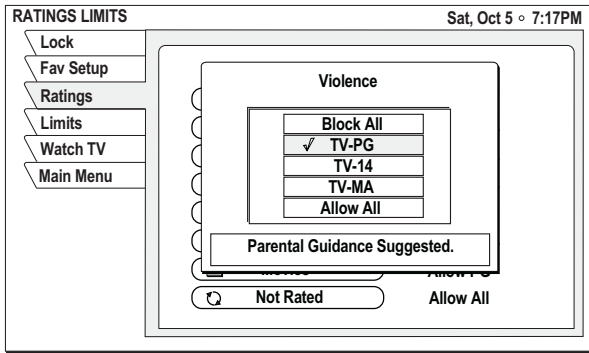 RATINGS LIMITS
Sat, Oct 5 ○ 7:17PM
Lock
Fav Setup
Ratings
Limits
Watch TV
Main Menu
Violence
Block All
✓ TV-PG
TV-14
TV-MA
Allow All
Parental Guidance Suggested.
Not Rated Allow All